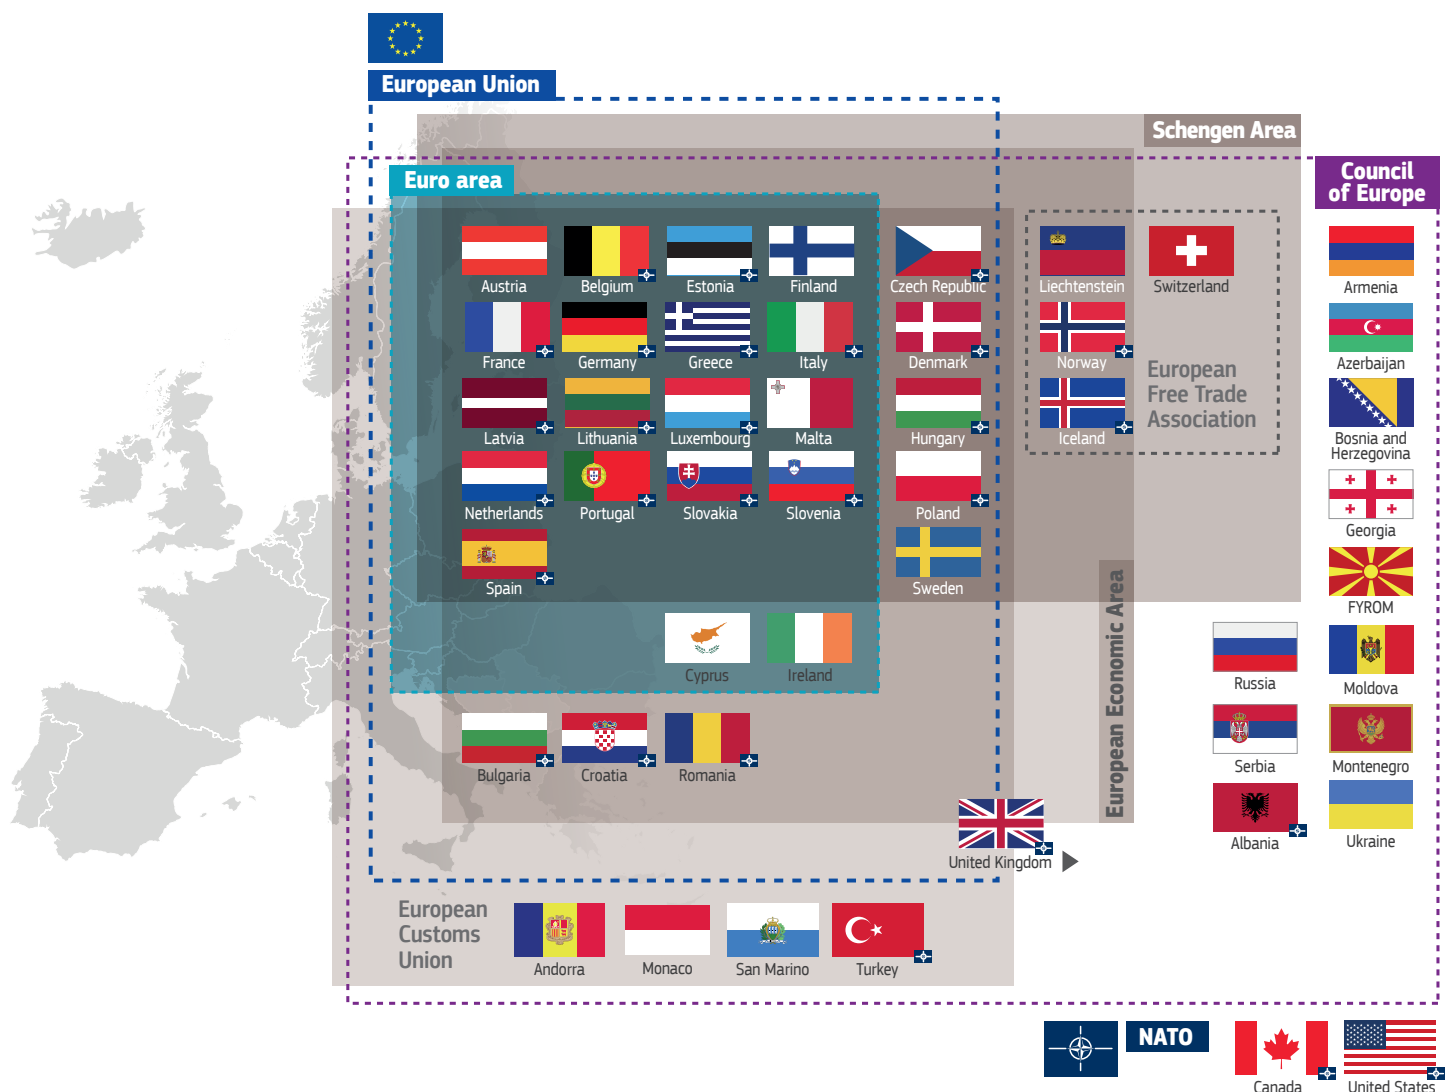 European Union
Schengen Area
Council
of Europe
Euro area
Austria
Belgium
Estonia
Finland
Czech Republic
Liechtenstein
Switzerland
Armenia
France
Germany
Greece
Italy
Denmark
Norway
European
Free Trade
Association
Azerbaijan
Latvia
Lithuania
Luxembourg
Malta
Hungary
Iceland
Bosnia and
Herzegovina
Netherlands
Portugal
Slovakia
Slovenia
Poland
Georgia
Spain
Sweden
European Economic Area
FYROM
Cyprus
Ireland
Russia
Moldova
Bulgaria
Croatia
Romania
Serbia
Montenegro
United Kingdom
Albania
Ukraine
European
Customs
Union
Andorra
Monaco
San Marino
Turkey
NATO
Canada
United States